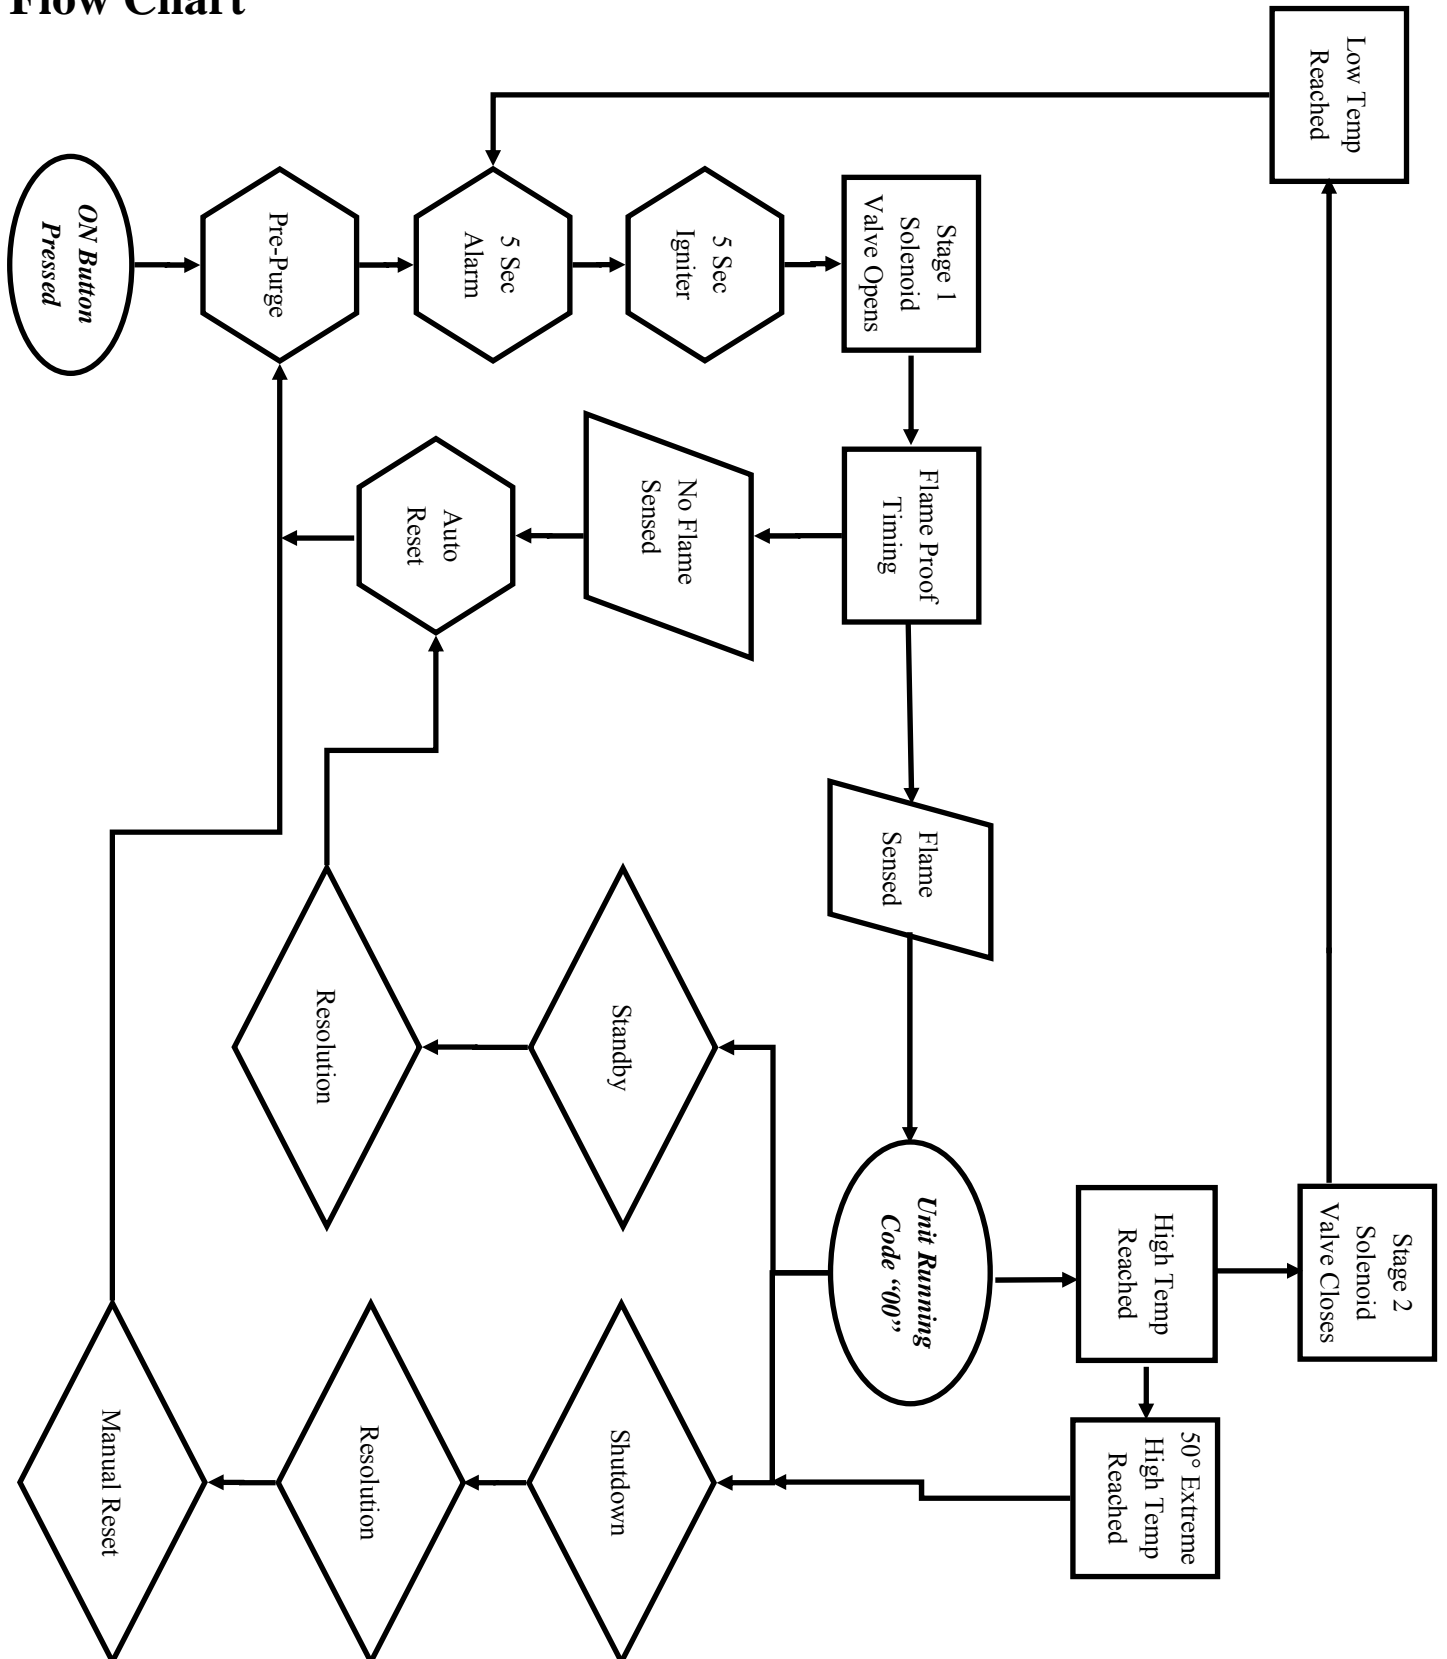 Flow Chart
ON Button
Pressed
Pre-Purge
5 Sec
Alarm
5 Sec
Igniter
Stage 1
Solenoid
Valve Opens
Flame Proof
Timing
No Flame
Sensed
Auto
Reset
Flame
Sensed
Unit Running
Code “00”
High Temp
Reached
Stage 2
Solenoid
Valve Closes
Low Temp
Reached
50° Extreme
High Temp
Reached
Standby
Resolution
Shutdown
Resolution
Manual Reset